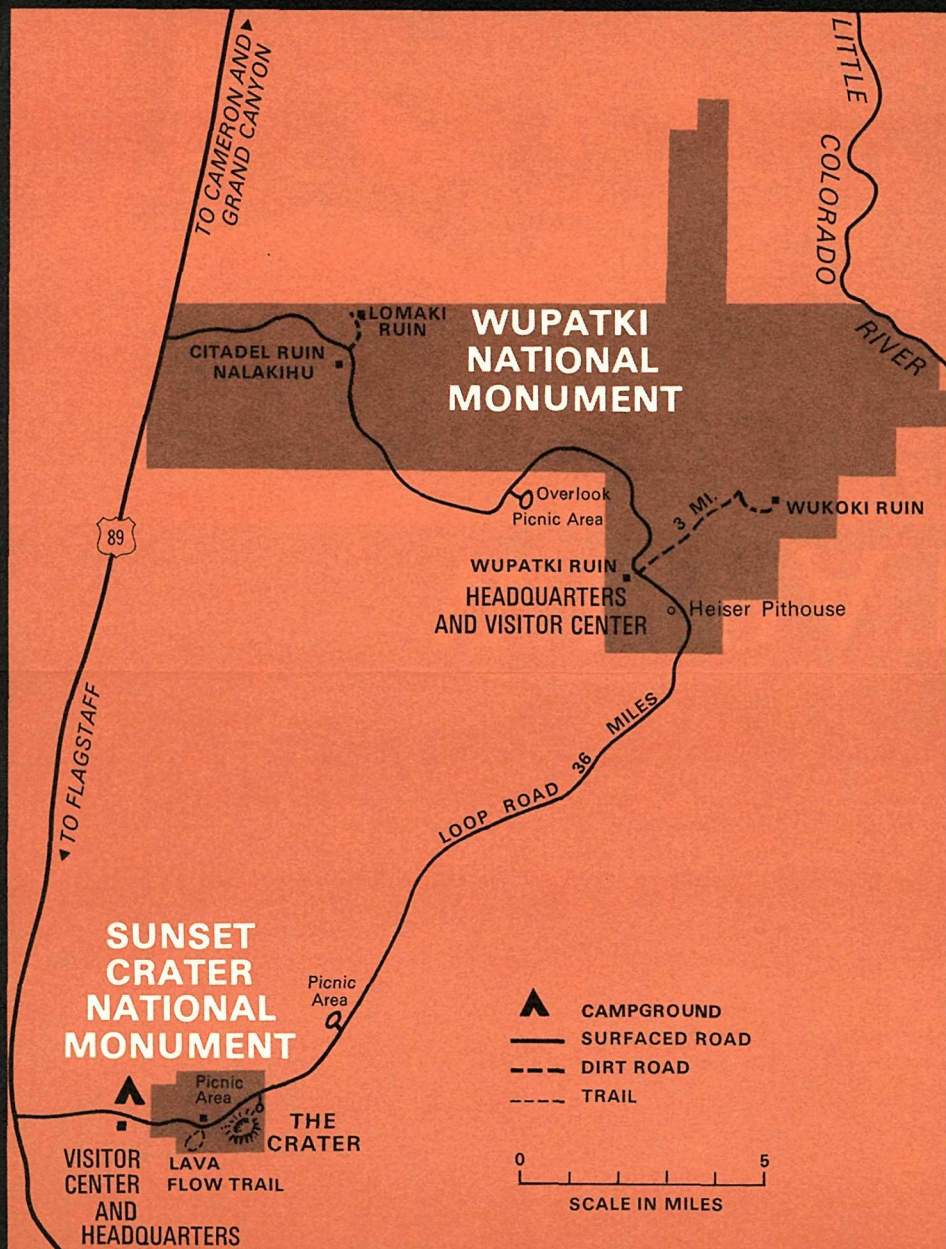 TO CAMERON AND
GRAND CANYON
LITTLE
COLORADO
RIVER
LOMAKI
RUIN
CITADEL RUIN
NALAKIHU
WUPATKI
NATIONAL
MONUMENT
Overlook
Picnic Area
3 MI.
WUKOKI RUIN
89
WUPATKI RUIN
HEADQUARTERS
AND VISITOR CENTER
Heiser Pithouse
TO FLAGSTAFF
LOOP ROAD 36 MILES
SUNSET
CRATER
NATIONAL
MONUMENT
Picnic
Area
Picnic
Area
THE
CRATER
VISITOR
CENTER
AND
HEADQUARTERS
LAVA
FLOW TRAIL
CAMPGROUND
SURFACED ROAD
DIRT ROAD
TRAIL
0 5
SCALE IN MILES